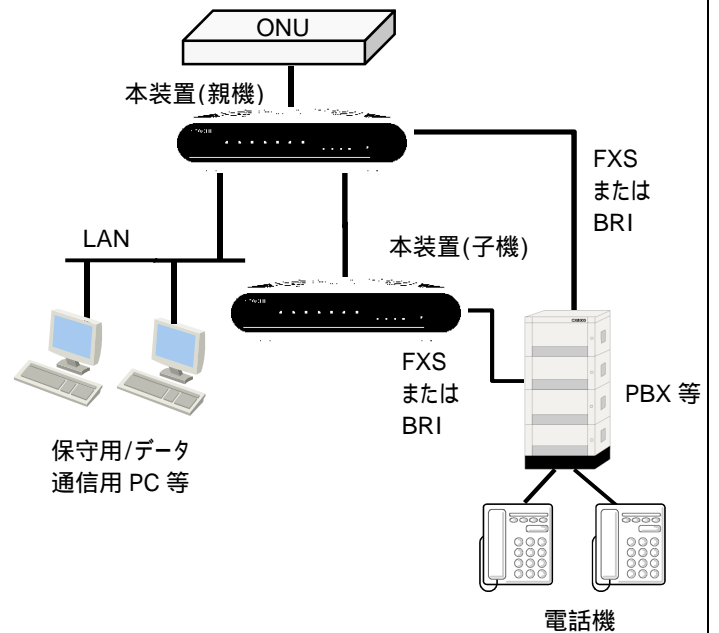 ONU
本装置(親機)
FXS
または
BRI
LAN
本装置(子機)
FXS
または
BRI
PBX 等
保守用/データ
通信用 PC 等
電話機